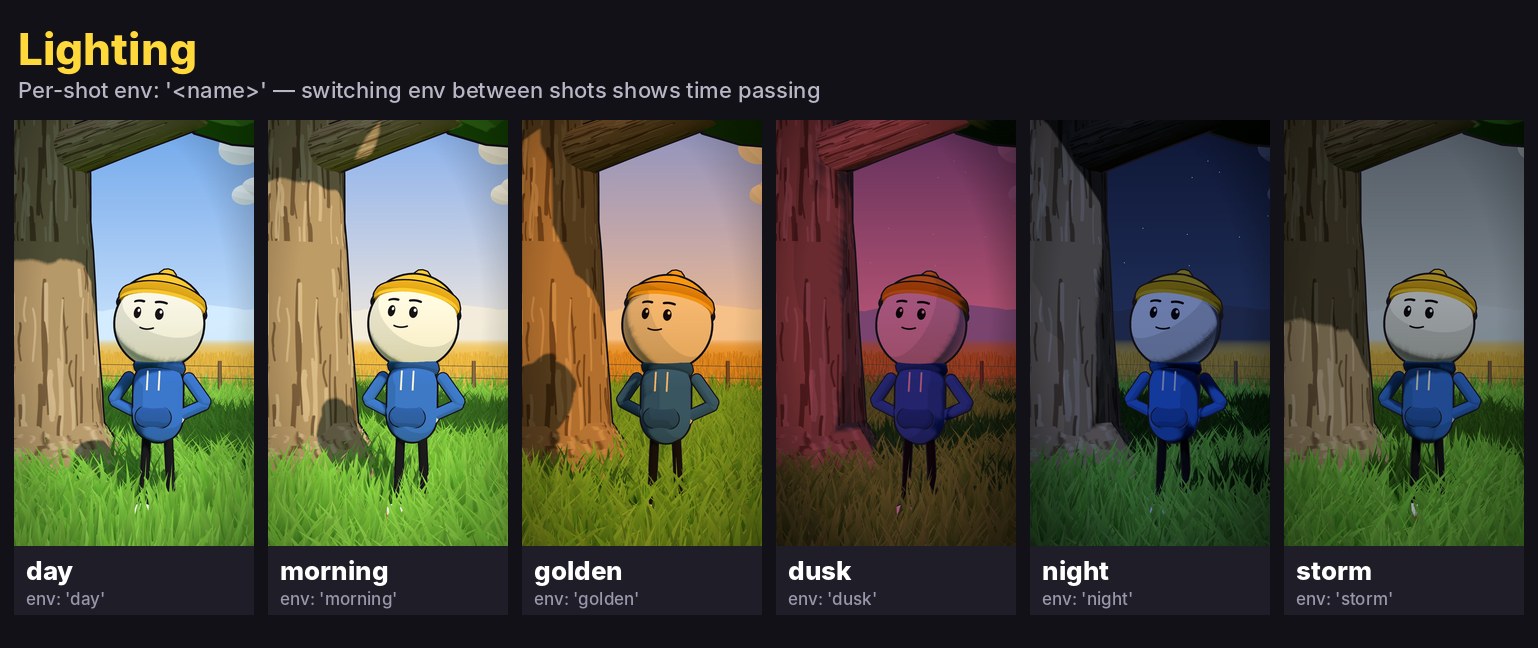 Lighting
Per-shot env: '<name>' — switching env between shots shows time passing
day
env: 'day'
morning
env: 'morning'
golden
env: 'golden'
dusk
env: 'dusk'
night
env: 'night'
storm
env: 'storm'